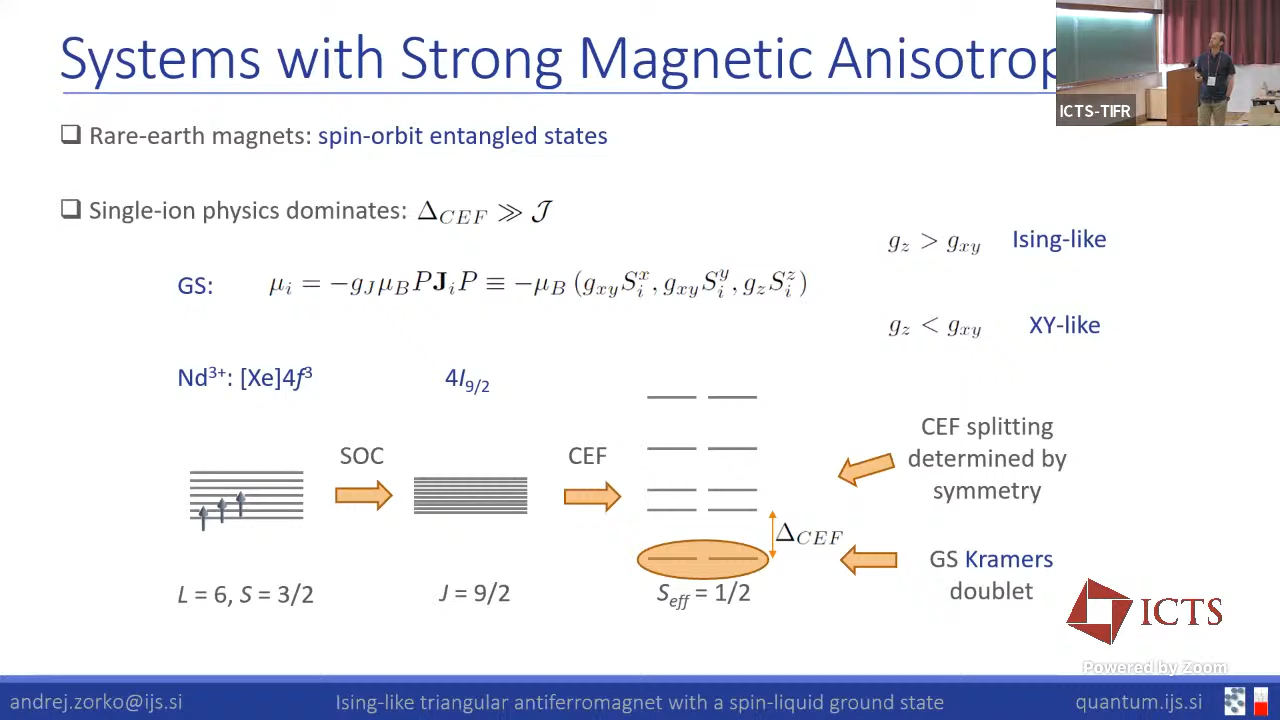 Systems with Strong Magnetic Anisotrop
ICTS-TIFR
❑ Rare-earth magnets: spin-orbit entangled states
❑ Single-ion physics dominates: Δ_CEF ≫ 𝒥
g_z > g_xy Ising-like
GS: μ_i = −g_J μ_B P𝐉_iP ≡ −μ_B (g_xy S_i^x, g_xy S_i^y, g_z S_i^z)
g_z < g_xy XY-like
Nd³⁺: [Xe]4f³ 4I_9/2
SOC CEF
CEF splitting
determined by
symmetry
Δ_CEF
GS Kramers
doublet
L = 6, S = 3/2 J = 9/2 S_eff = 1/2
ICTS
Powered by Zoom
andrej.zorko@ijs.si Ising-like triangular antiferromagnet with a spin-liquid ground state quantum.ijs.si